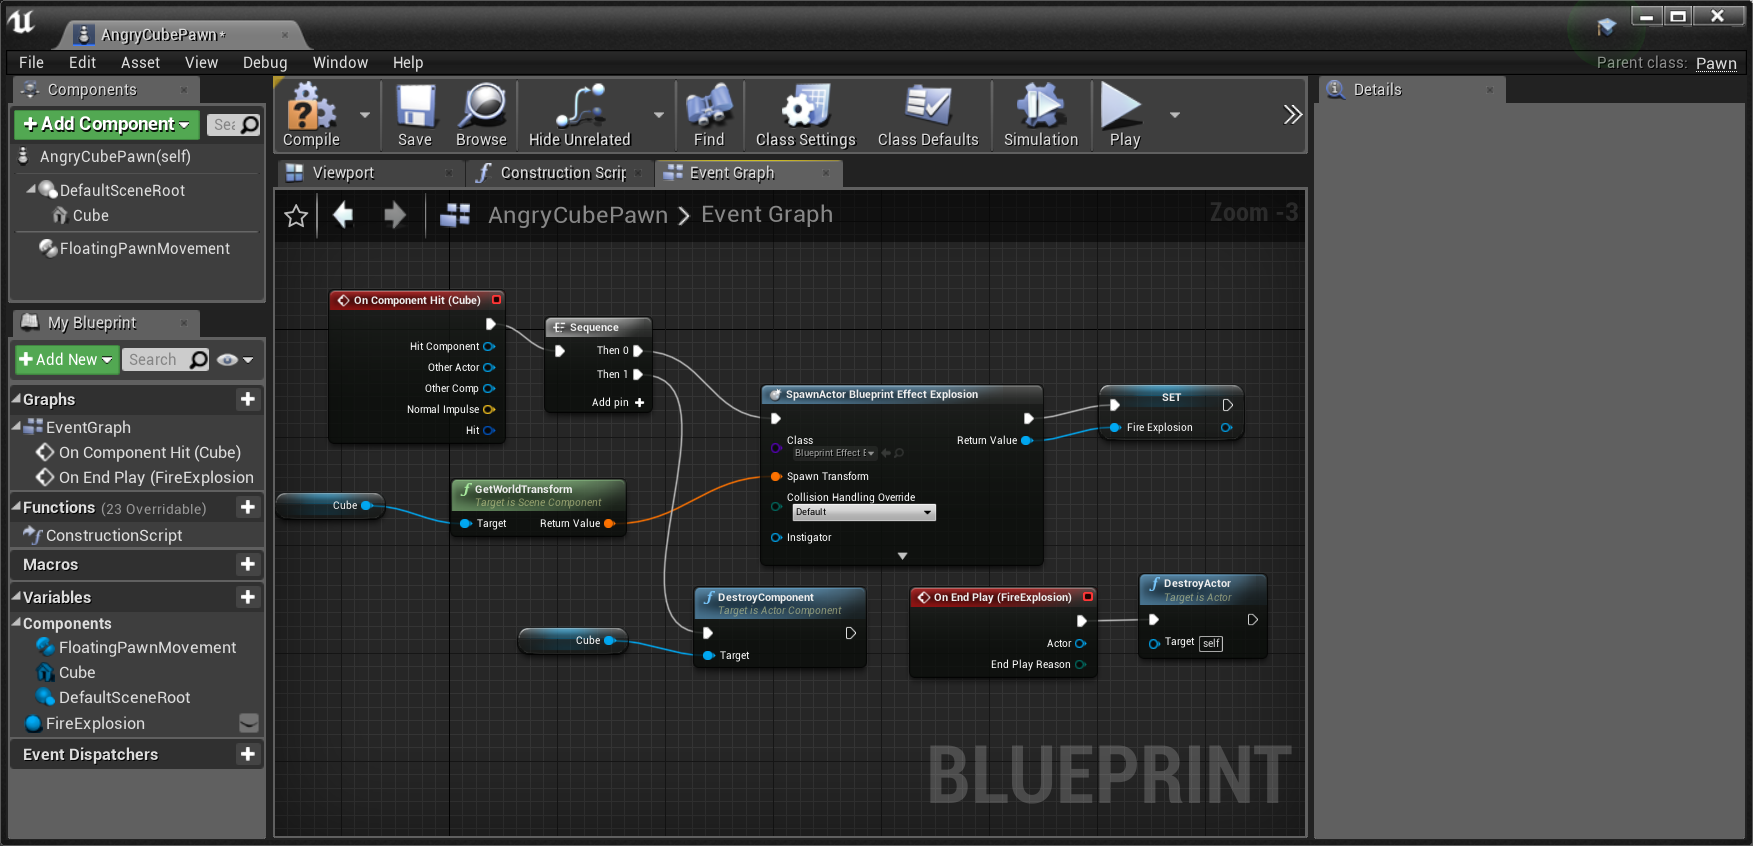 AngryCubePawn*
File Edit Asset View Debug Window Help
Parent class: Pawn
Components
Add Component
Sea
AngryCubePawn(self)
DefaultSceneRoot
Cube
FloatingPawnMovement
My Blueprint
Add New
Search
Graphs
EventGraph
On Component Hit (Cube)
On End Play (FireExplosion
Functions (23 Overridable)
ConstructionScript
Macros
Variables
Components
FloatingPawnMovement
Cube
DefaultSceneRoot
FireExplosion
Event Dispatchers
Compile
Save
Browse
Hide Unrelated
Find
Class Settings
Class Defaults
Simulation
Play
Viewport
Construction Scrip
Event Graph
AngryCubePawn > Event Graph
Zoom -3
On Component Hit (Cube)
Hit Component
Other Actor
Other Comp
Normal Impulse
Hit
Sequence
Then 0
Then 1
Add pin
SpawnActor Blueprint Effect Explosion
Class
Blueprint Effect E
Return Value
Spawn Transform
Collision Handling Override
Default
Instigator
SET
Fire Explosion
Cube
GetWorldTransform
Target is Scene Component
Target Return Value
Cube
DestroyComponent
Target is Actor Component
Target
On End Play (FireExplosion)
Actor
End Play Reason
DestroyActor
Target is Actor
Target self
BLUEPRINT
Details